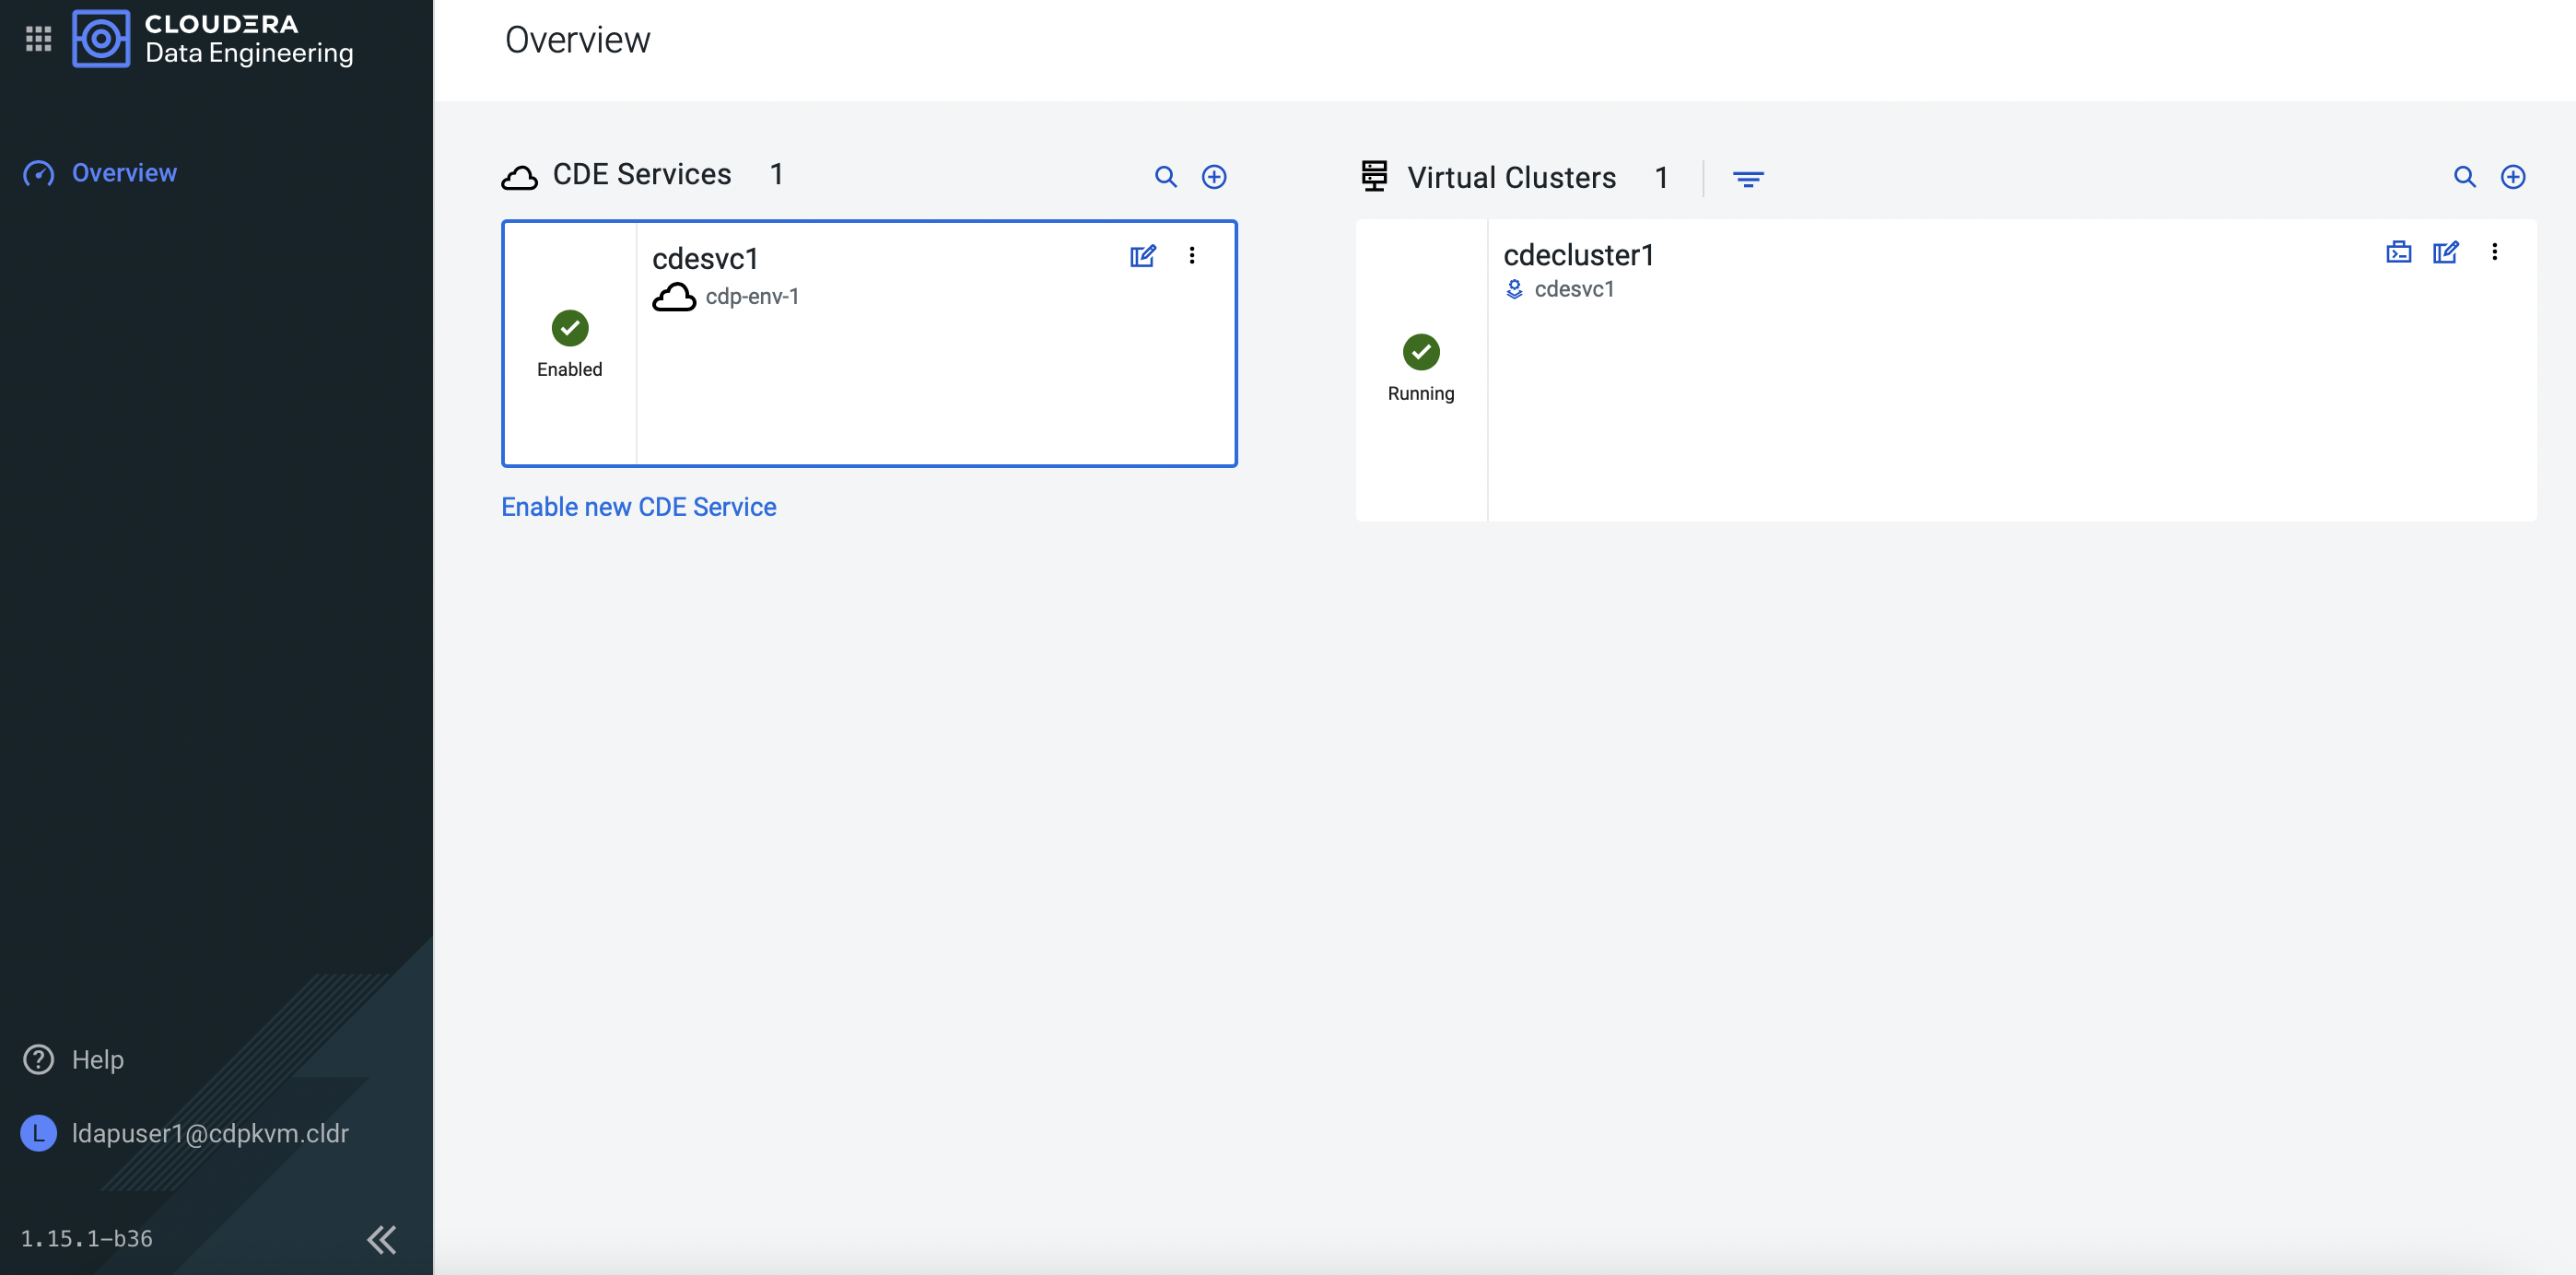 CLOUDERA
Data Engineering
Overview
Help
L
ldapuser1@cdpkvm.cldr
1.15.1-b36
Overview
CDE Services 1
cdesvc1
cdp-env-1
Enabled
Enable new CDE Service
Virtual Clusters 1
cdecluster1
cdesvc1
Running